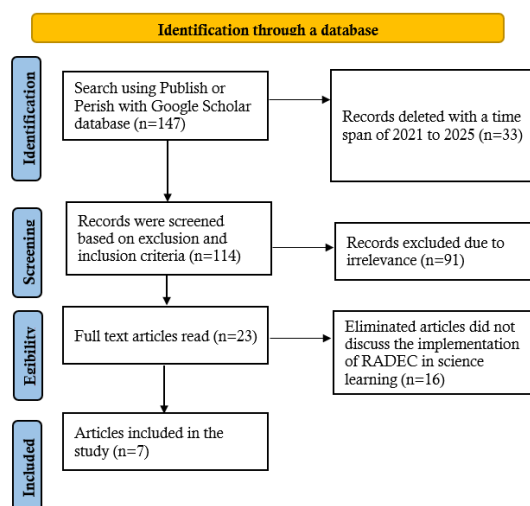 Identification through a database
Identification
Search using Publish or
Perish with Google Scholar
database (n=147)
Records deleted with a time
span of 2021 to 2025 (n=33)
Screening
Records were screened
based on exclusion and
inclusion criteria (n=114)
Records excluded due to
irrelevance (n=91)
Egibility
Full text articles read (n=23)
Eliminated articles did not
discuss the implementation
of RADEC in science
learning (n=16)
Included
Articles included in the
study (n=7)